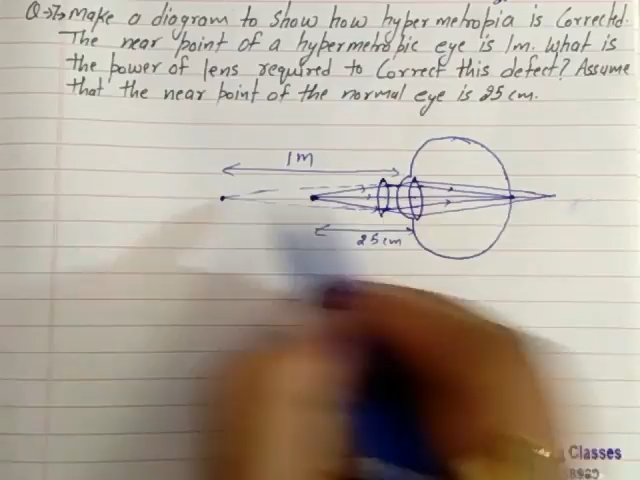 Q→7→ Make a diagram to show how hypermetropia is corrected.
The near point of a hypermetropic eye is 1m. What is
the power of lens required to correct this defect? Assume
that the near point of the normal eye is 25 cm.
1M
25cm
Classes